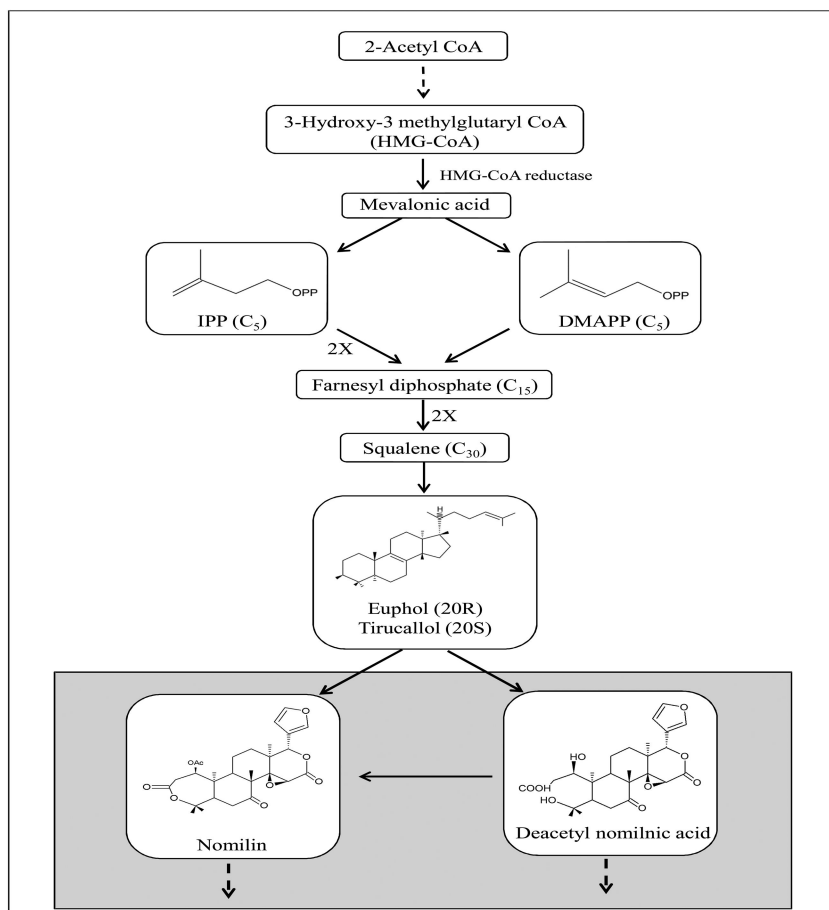 2-Acetyl CoA
3-Hydroxy-3 methylglutaryl CoA
(HMG-CoA)
HMG-CoA reductase
Mevalonic acid
OPP
IPP (C5)
OPP
DMAPP (C5)
2X
Farnesyl diphosphate (C15)
2X
Squalene (C30)
H
Euphol (20R)
Tirucallol (20S)
O
OAc
O
O
O
O
O
O
Nomilin
O
HO
O
COOH
O
O
HO
O
Deacetyl nomilnic acid